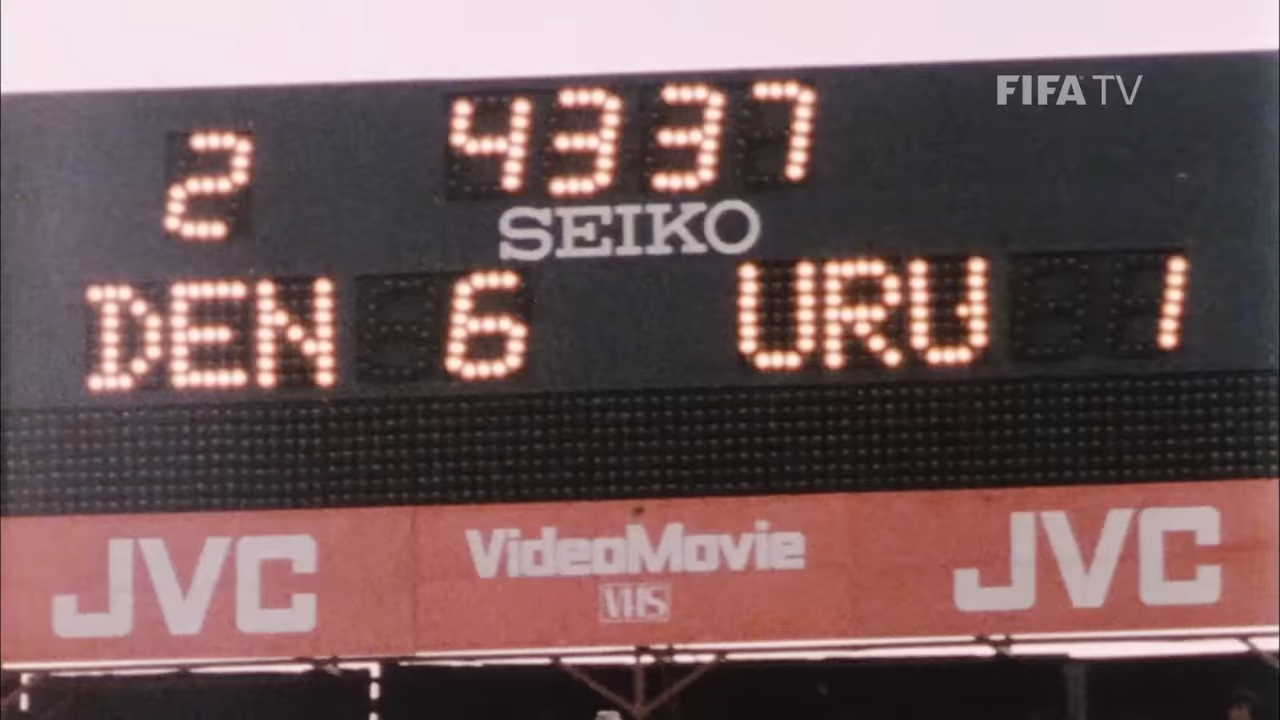 FIFA TV
2 4337
SEIKO
DEN 6 URU 1
JVC VideoMovie JVC
VHS